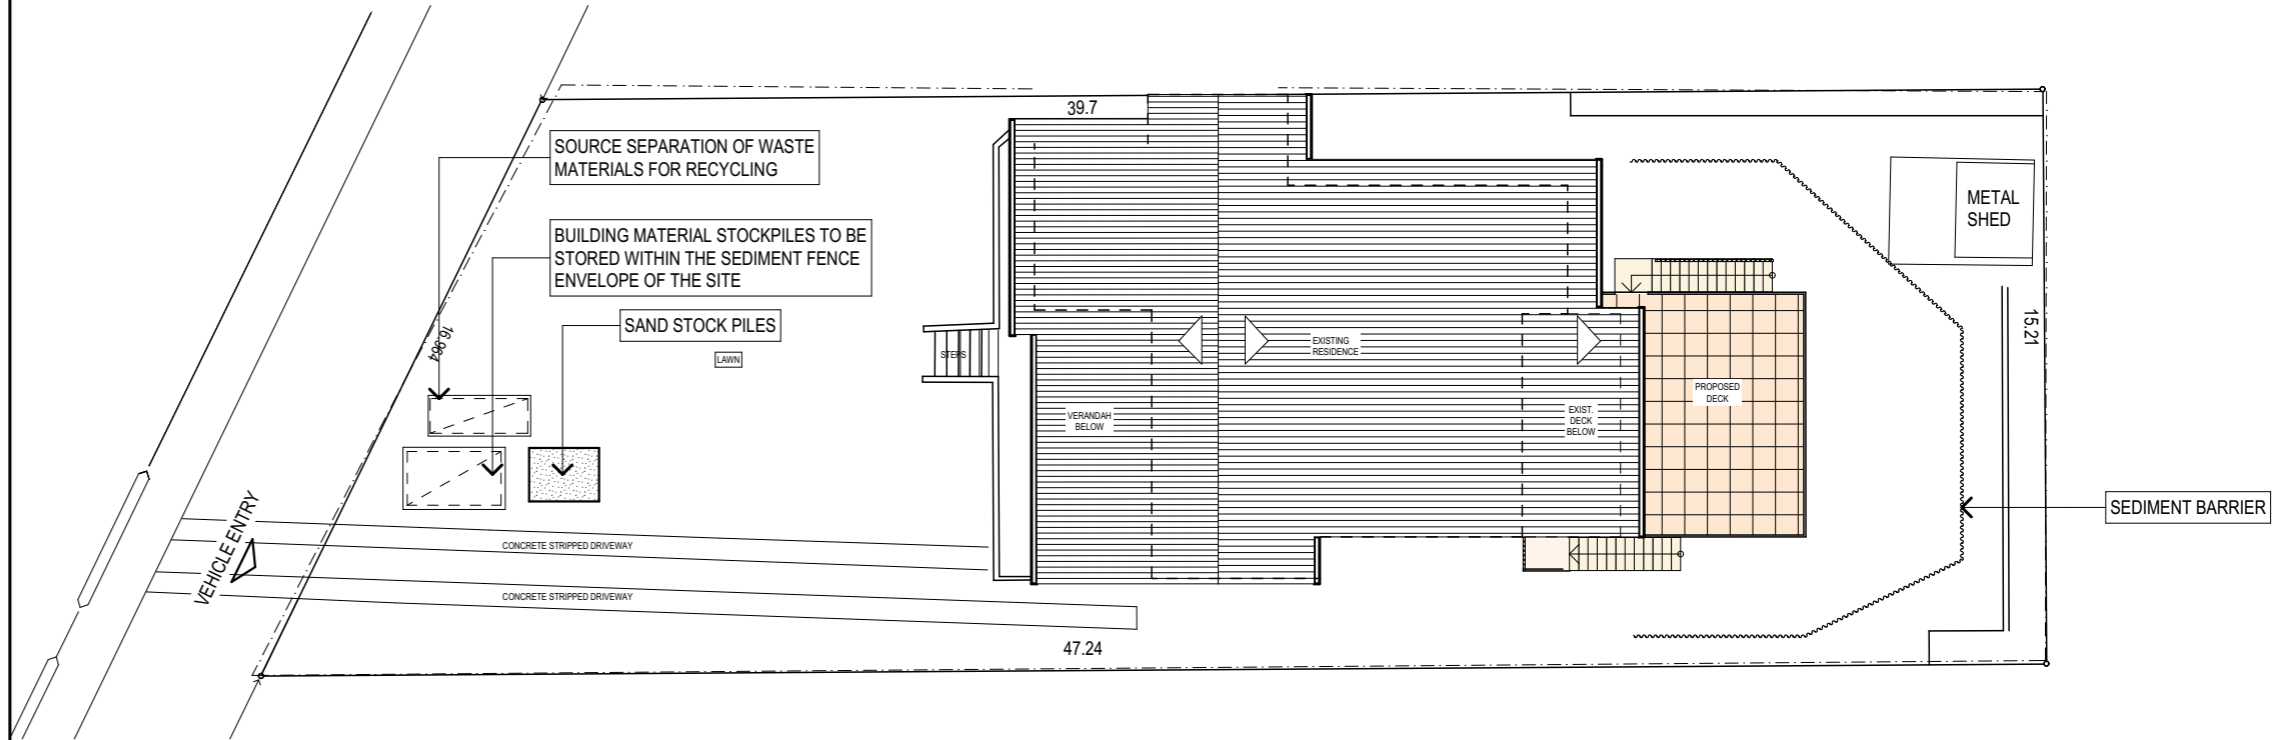 39.7
SOURCE SEPARATION OF WASTE
MATERIALS FOR RECYCLING
METAL
SHED
BUILDING MATERIAL STOCKPILES TO BE
STORED WITHIN THE SEDIMENT FENCE
ENVELOPE OF THE SITE
16.964
SAND STOCK PILES
LAWN
STEPS
EXISTING
RESIDENCE
15.21
PROPOSED
DECK
VERANDAH
BELOW
EXIST.
DECK
BELOW
SEDIMENT BARRIER
VEHICLE ENTRY
CONCRETE STRIPPED DRIVEWAY
CONCRETE STRIPPED DRIVEWAY
47.24